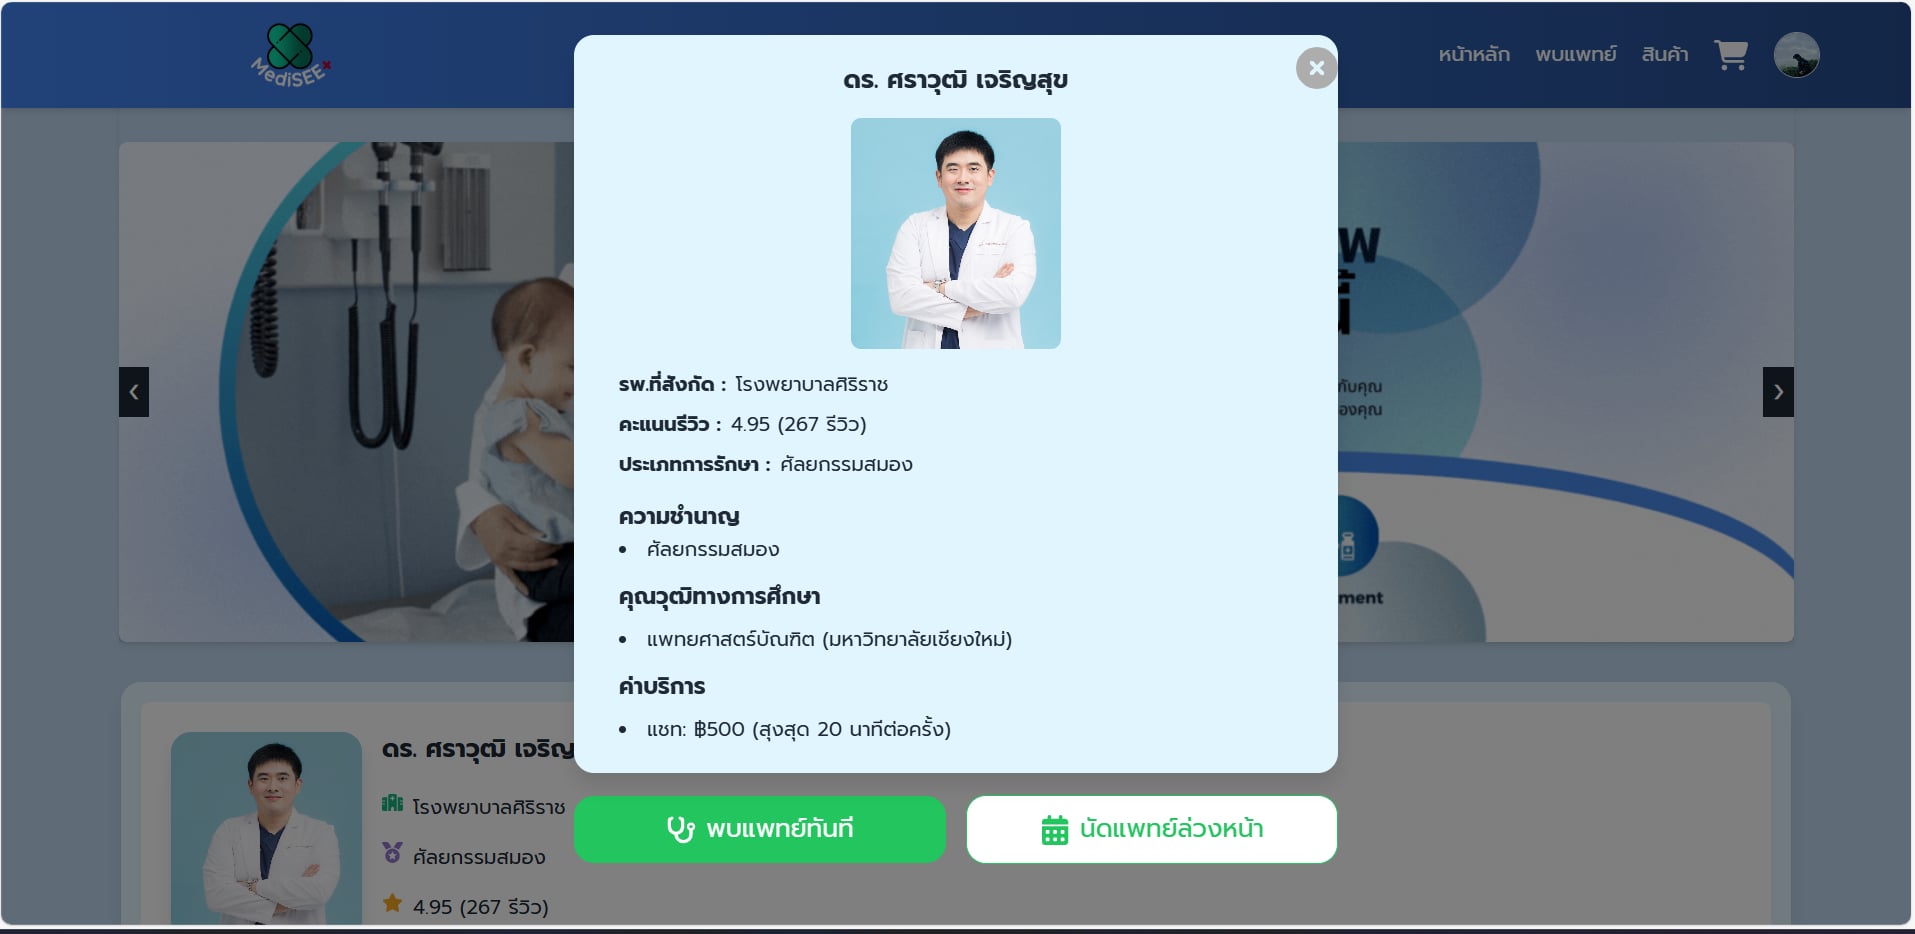 MediSEE
หน้าหลัก พบแพทย์ สินค้า
ดร. ศราวุฒิ เจริญสุข
รพ.ที่สังกัด : โรงพยาบาลศิริราช
คะแนนรีวิว : 4.95 (267 รีวิว)
ประเภทการรักษา : ศัลยกรรมสมอง
ความชำนาญ
• ศัลยกรรมสมอง
คุณวุฒิทางการศึกษา
• แพทยศาสตร์บัณฑิต (มหาวิทยาลัยเชียงใหม่)
ค่าบริการ
• แชท: ฿500 (สูงสุด 20 นาทีต่อครั้ง)
พบแพทย์ทันที
นัดแพทย์ล่วงหน้า
ดร. ศราวุฒิ เจริญ
โรงพยาบาลศิริราช
ศัลยกรรมสมอง
4.95 (267 รีวิว)